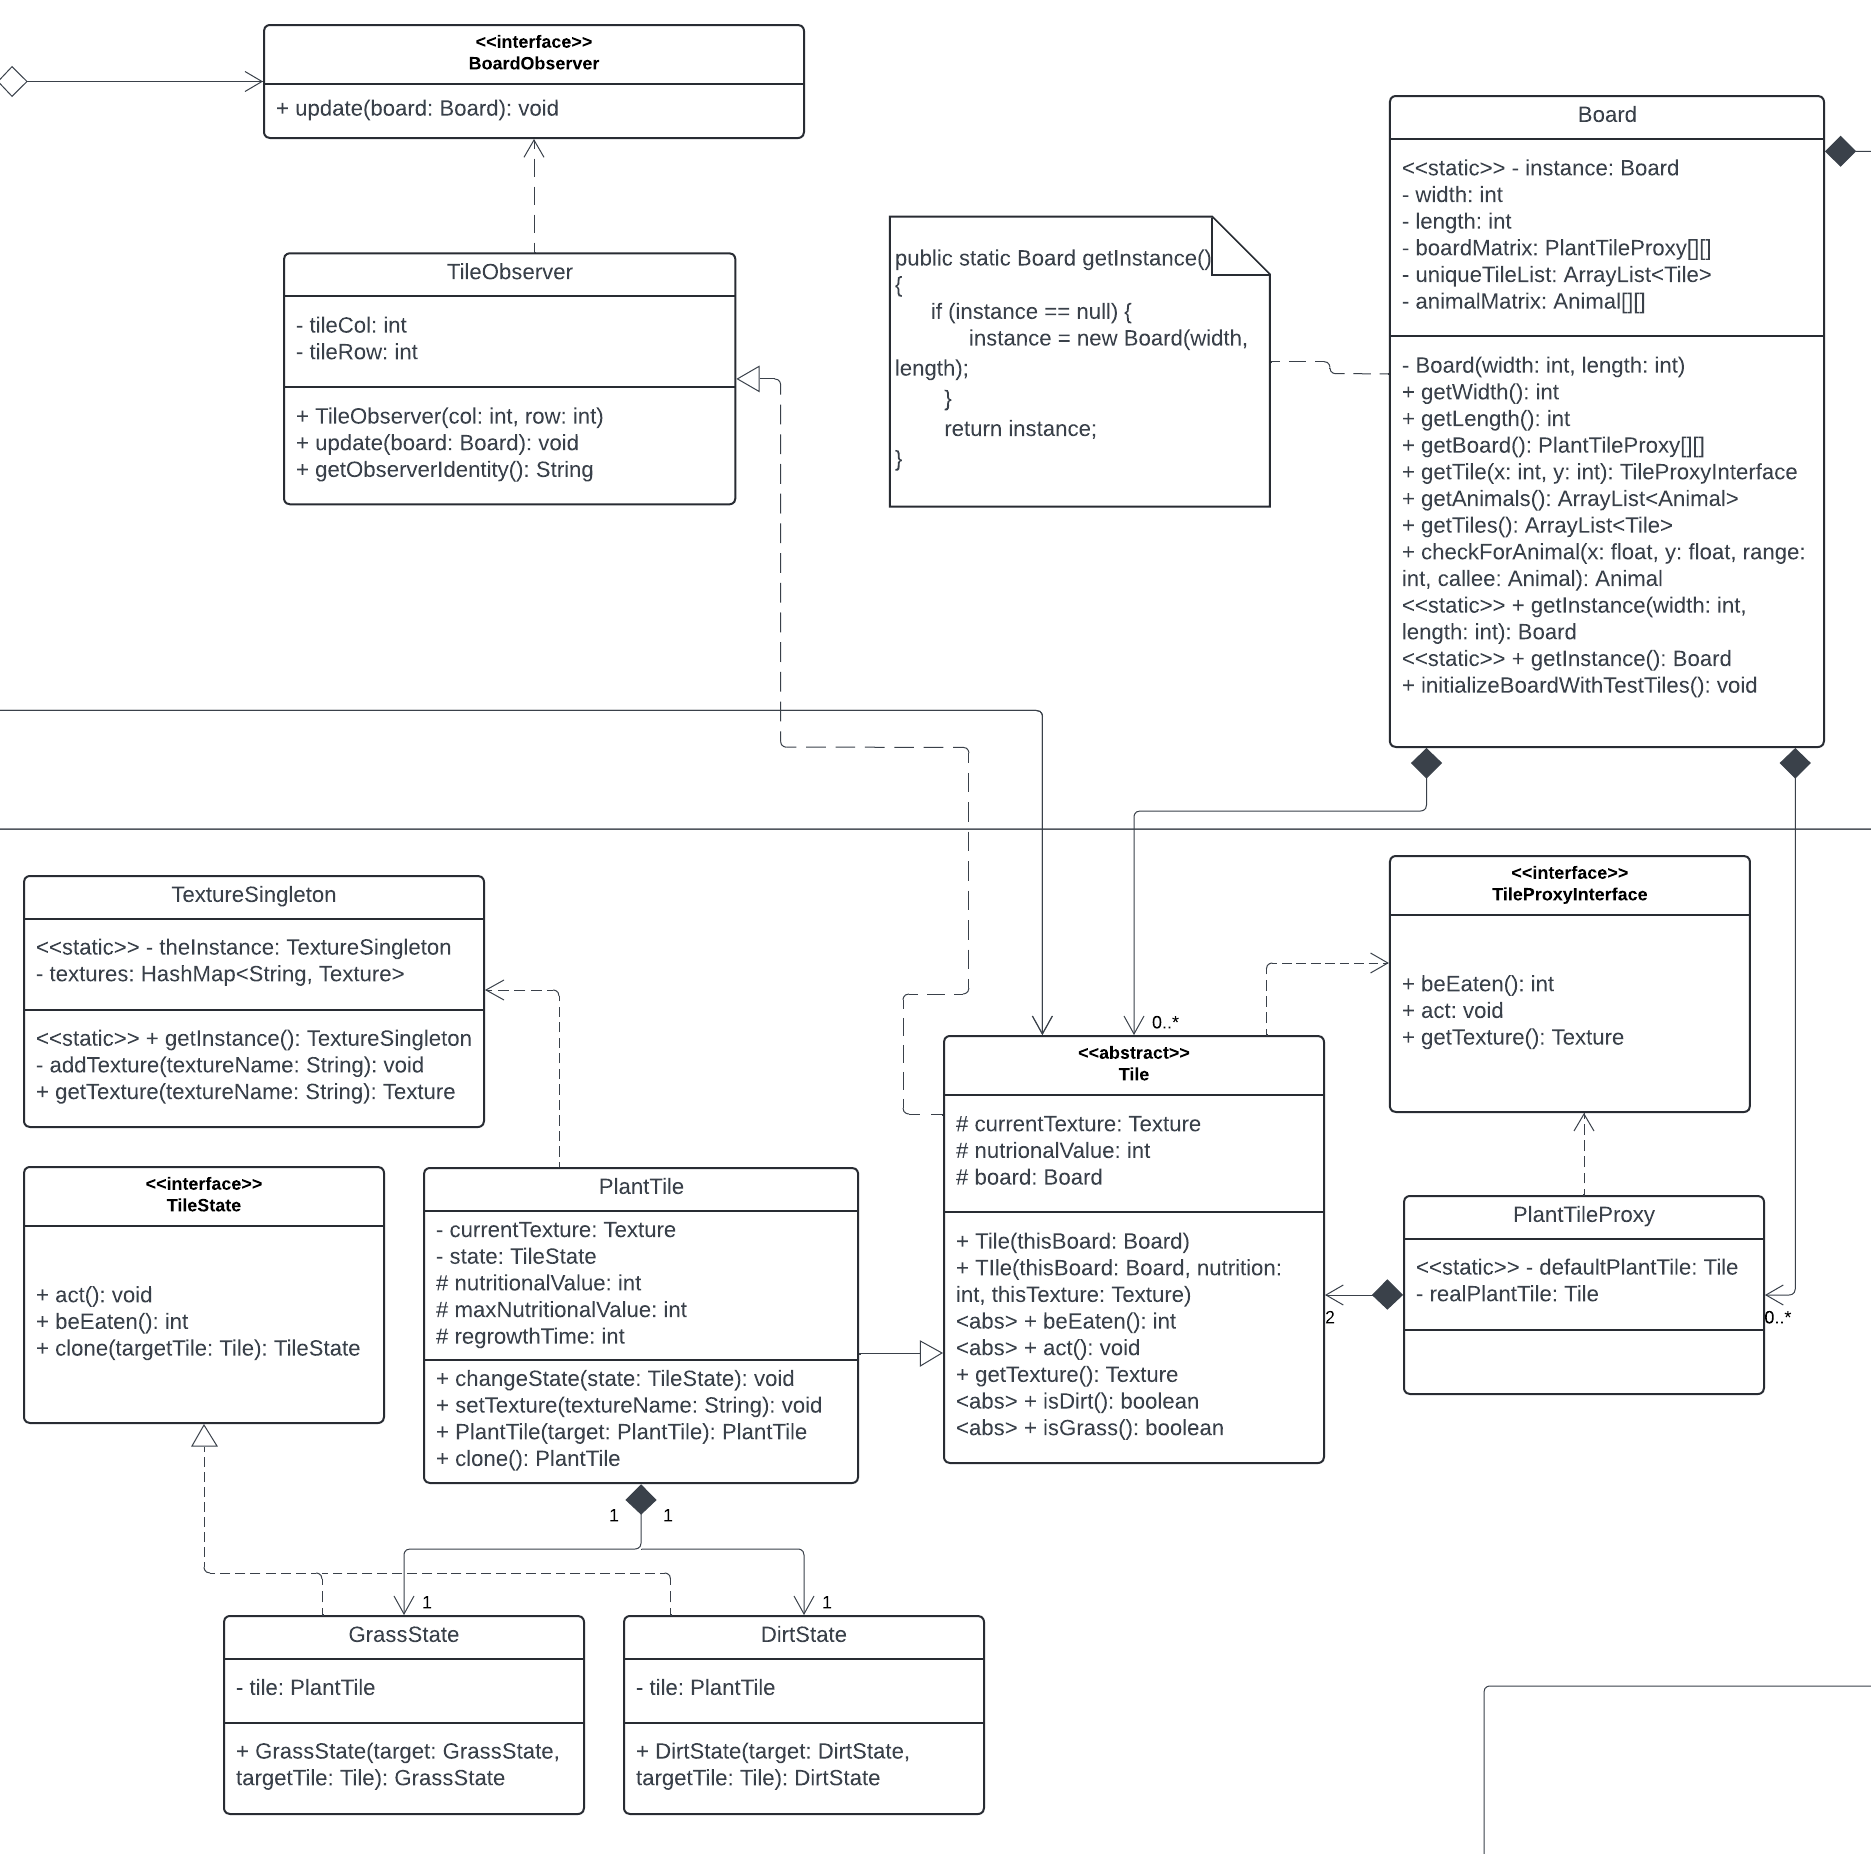 <<interface>>
BoardObserver
+ update(board: Board): void
TileObserver
- tileCol: int
- tileRow: int
+ TileObserver(col: int, row: int)
+ update(board: Board): void
+ getObserverIdentity(): String
public static Board getInstance()
{
if (instance == null) {
instance = new Board(width,
length);
}
return instance;
}
Board
<<static>> - instance: Board
- width: int
- length: int
- boardMatrix: PlantTileProxy[][]
- uniqueTileList: ArrayList<Tile>
- animalMatrix: Animal[][]
- Board(width: int, length: int)
+ getWidth(): int
+ getLength(): int
+ getBoard(): PlantTileProxy[][]
+ getTile(x: int, y: int): TileProxyInterface
+ getAnimals(): ArrayList<Animal>
+ getTiles(): ArrayList<Tile>
+ checkForAnimal(x: float, y: float, range:
int, callee: Animal): Animal
<<static>> + getInstance(width: int,
length: int): Board
<<static>> + getInstance(): Board
+ initializeBoardWithTestTiles(): void
TextureSingleton
<<static>> - theInstance: TextureSingleton
- textures: HashMap<String, Texture>
<<static>> + getInstance(): TextureSingleton
- addTexture(textureName: String): void
+ getTexture(textureName: String): Texture
<<interface>>
TileState
+ act(): void
+ beEaten(): int
+ clone(targetTile: Tile): TileState
PlantTile
- currentTexture: Texture
- state: TileState
# nutritionalValue: int
# maxNutritionalValue: int
# regrowthTime: int
+ changeState(state: TileState): void
+ setTexture(textureName: String): void
+ PlantTile(target: PlantTile): PlantTile
+ clone(): PlantTile
1
1
0..*
<<abstract>>
Tile
# currentTexture: Texture
# nutrionalValue: int
# board: Board
+ Tile(thisBoard: Board)
+ TIle(thisBoard: Board, nutrition:
int, thisTexture: Texture)
<abs> + beEaten(): int
<abs> + act(): void
+ getTexture(): Texture
<abs> + isDirt(): boolean
<abs> + isGrass(): boolean
<<interface>>
TileProxyInterface
+ beEaten(): int
+ act: void
+ getTexture(): Texture
PlantTileProxy
<<static>> - defaultPlantTile: Tile
- realPlantTile: Tile
2
0..*
1
GrassState
- tile: PlantTile
+ GrassState(target: GrassState,
targetTile: Tile): GrassState
1
DirtState
- tile: PlantTile
+ DirtState(target: DirtState,
targetTile: Tile): DirtState